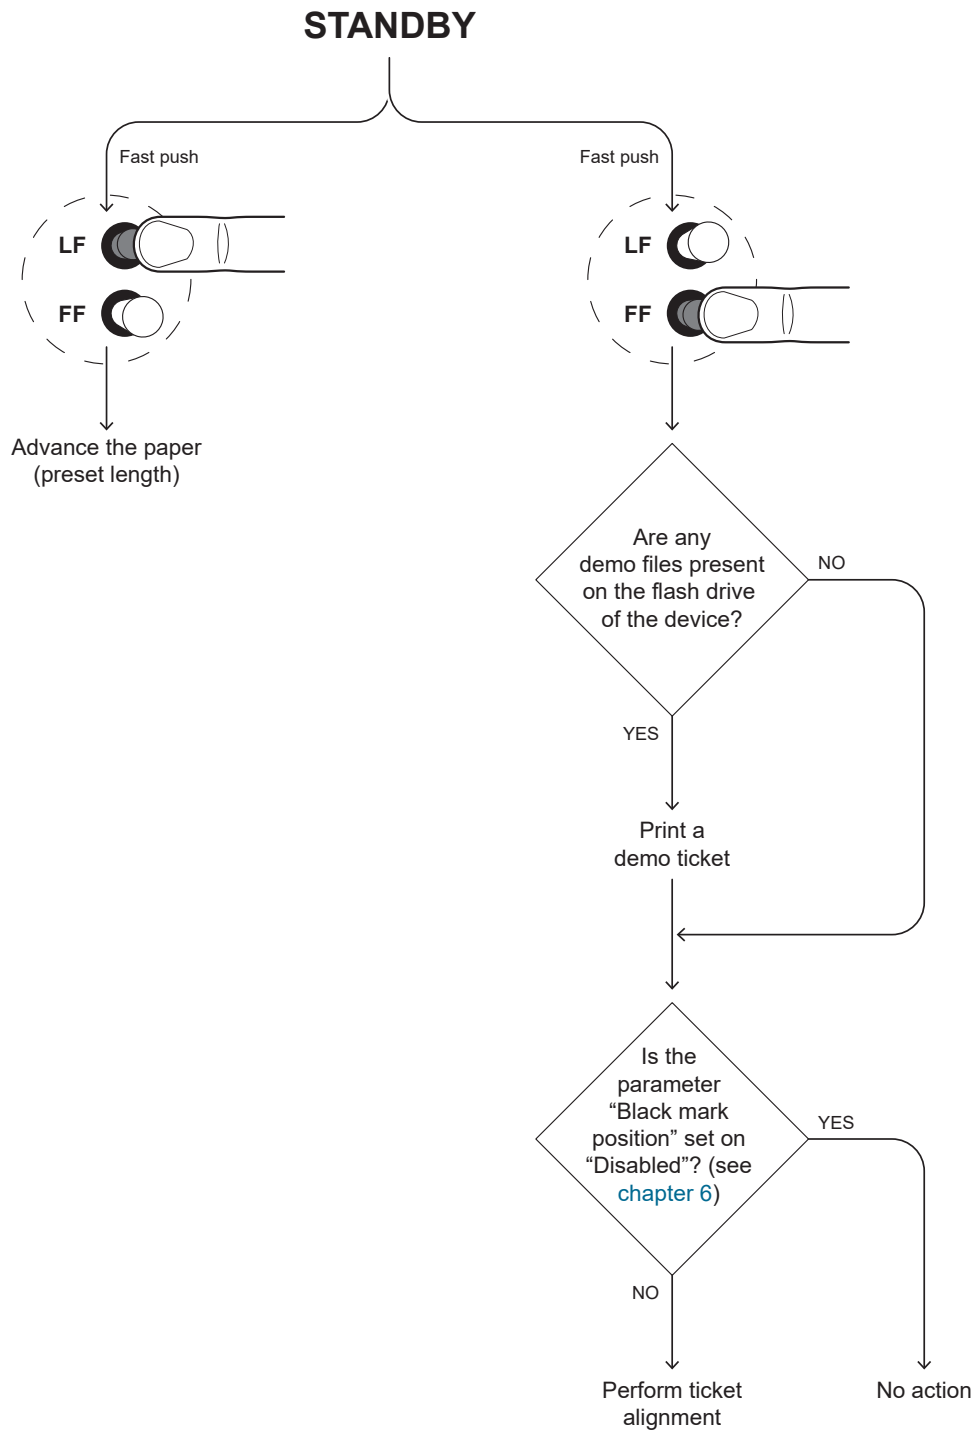 STANDBY
Fast push
LF
FF
Advance the paper
(preset length)
Fast push
LF
FF
Are any
demo files present
on the flash drive
of the device?
NO
YES
Print a
demo ticket
Is the
parameter
“Black mark
position” set on
“Disabled”? (see
chapter 6)
YES
NO
Perform ticket
alignment
No action